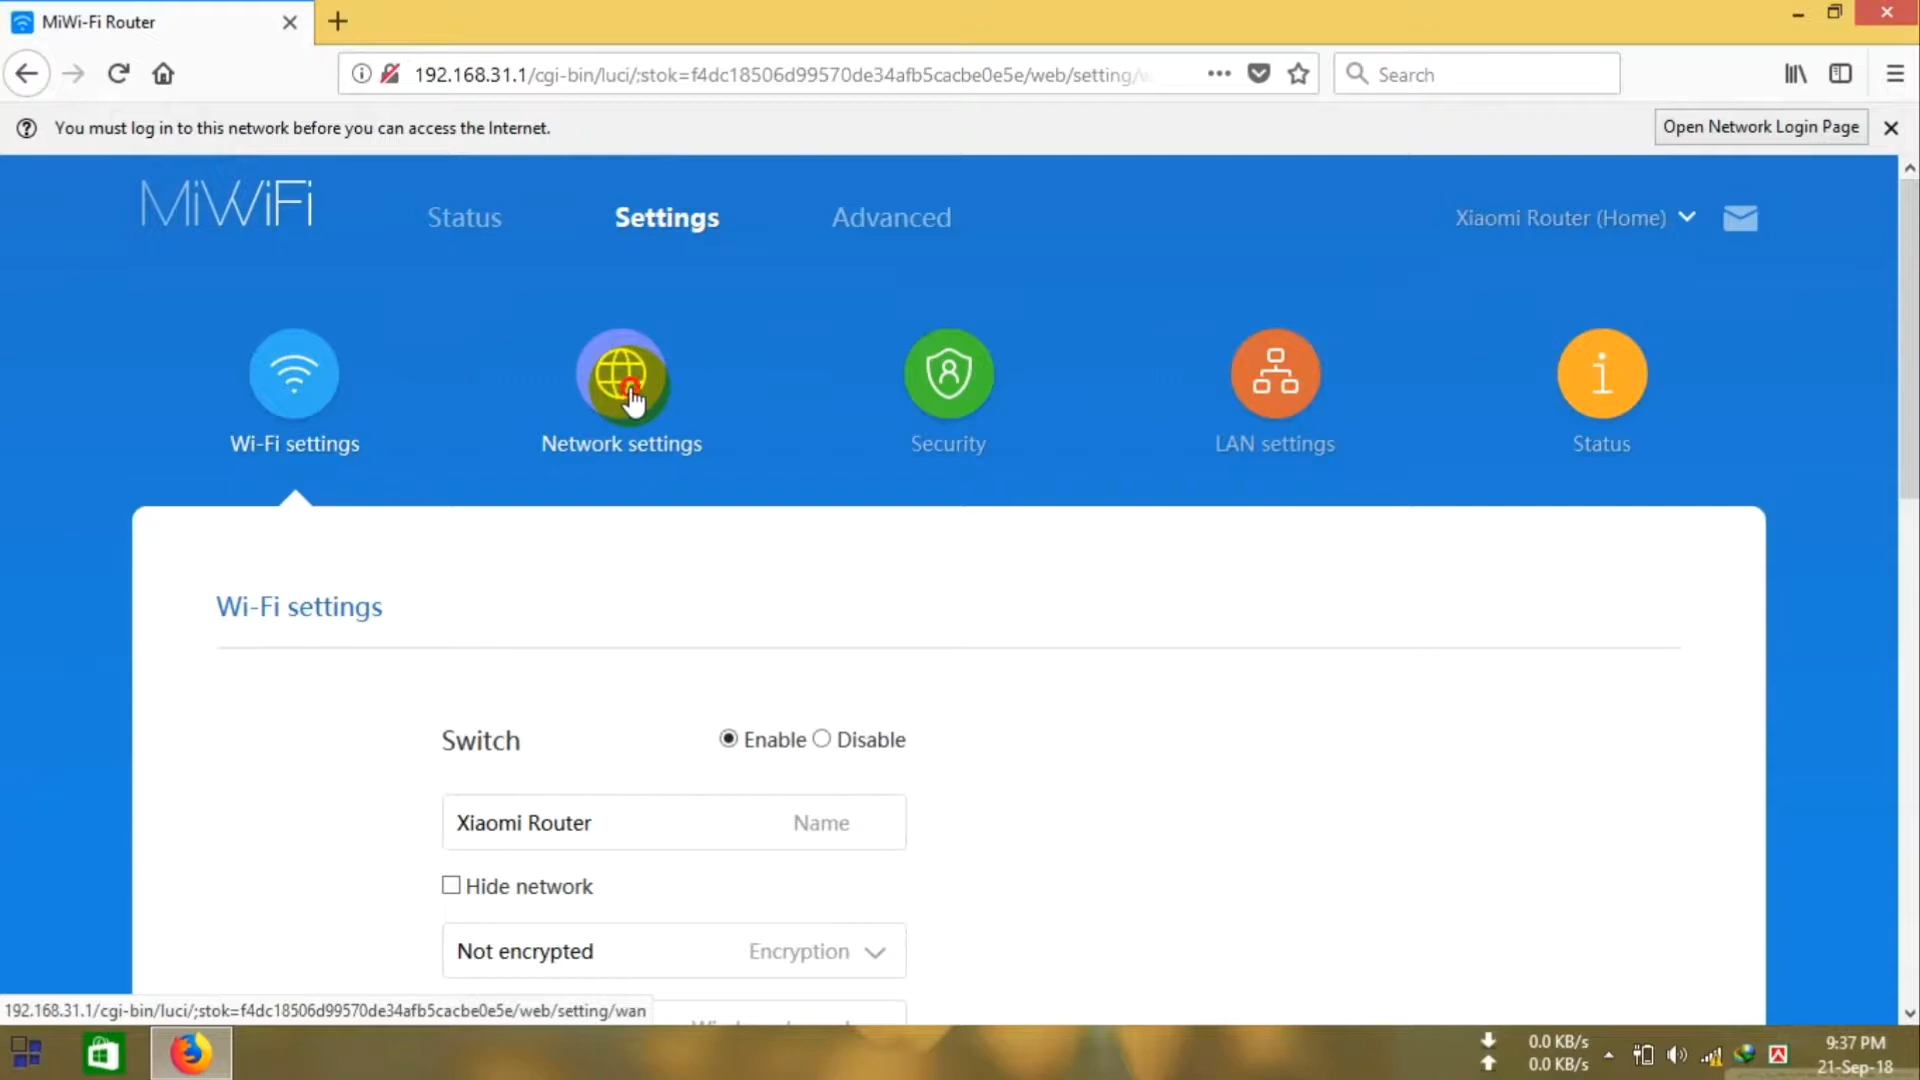 MiWi-Fi Router
192.168.31.1/cgi-bin/luci/;stok=f4dc18506d99570de34afb5cacbe0e5e/web/setting/w
Search
You must log in to this network before you can access the Internet.
Open Network Login Page
MiWiFi
Status
Settings
Advanced
Xiaomi Router (Home)
Wi-Fi settings
Network settings
Security
LAN settings
Status
Wi-Fi settings
Switch
Enable
Disable
Xiaomi Router
Name
Hide network
Not encrypted
Encryption
192.168.31.1/cgi-bin/luci/;stok=f4dc18506d99570de34afb5cacbe0e5e/web/setting/wan
0.0 KB/s
0.0 KB/s
9:37 PM
21-Sep-18